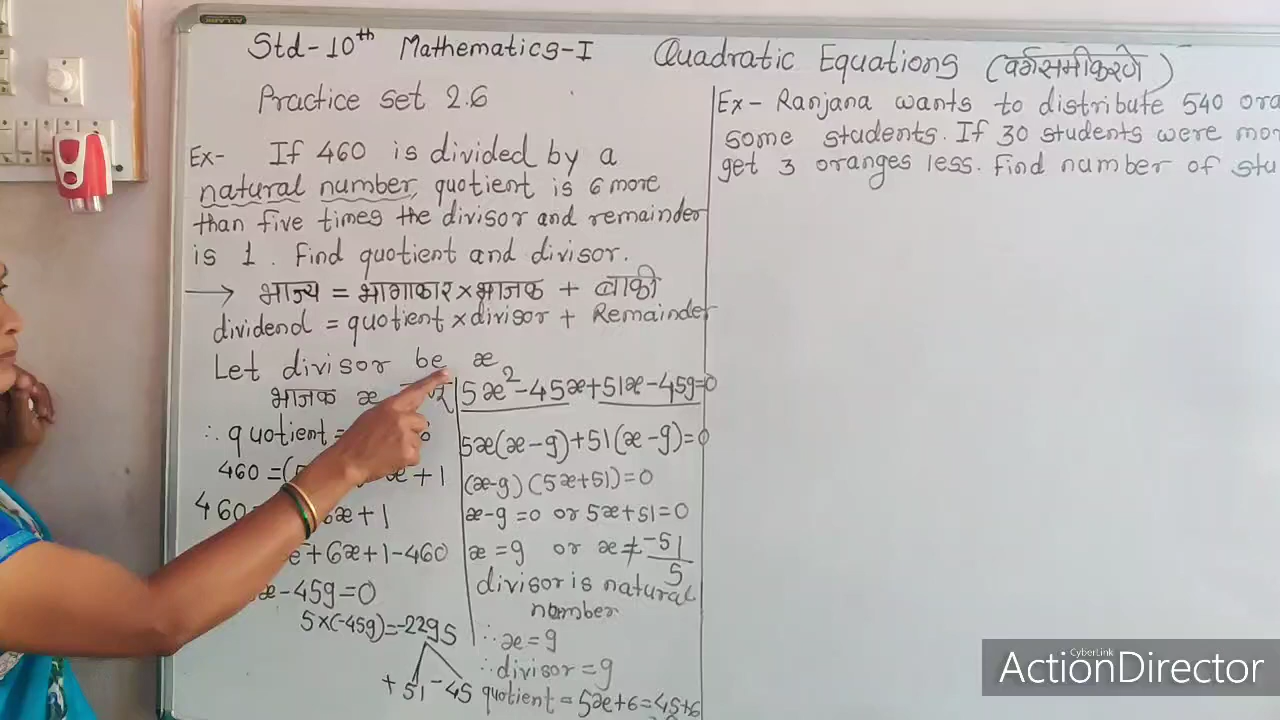 Std-10th Mathematics-I Quadratic Equations (वर्गसमीकरणे)
Practice set 2.6
Ex- If 460 is divided by a
natural number, quotient is 6 more
than five times the divisor and remainder
is 1. Find quotient and divisor.
→ भाज्य = भागाकार × भाजक + बाकी
dividend = quotient × divisor + Remainder
Let divisor be x
भाजक x
∴ quotient =
460 = ( + 1
460 6x + 1
+ 6x + 1 - 460
- 459 = 0
5×(-459) = -2295
+51 -45
5x² - 45x + 51x - 459 = 0
5x(x-9) + 51(x-9) = 0
(x-9) (5x+51) = 0
x-9 = 0 or 5x+51 = 0
x = 9 or x ≠ -51/5
divisor is natural
number
∴ x = 9
∴ divisor = 9
quotient = 5x+6 = 45+6
Ex- Ranjana wants to distribute 540
some students. If 30 students were
get 3 oranges less. Find number of
CyberLink
ActionDirector